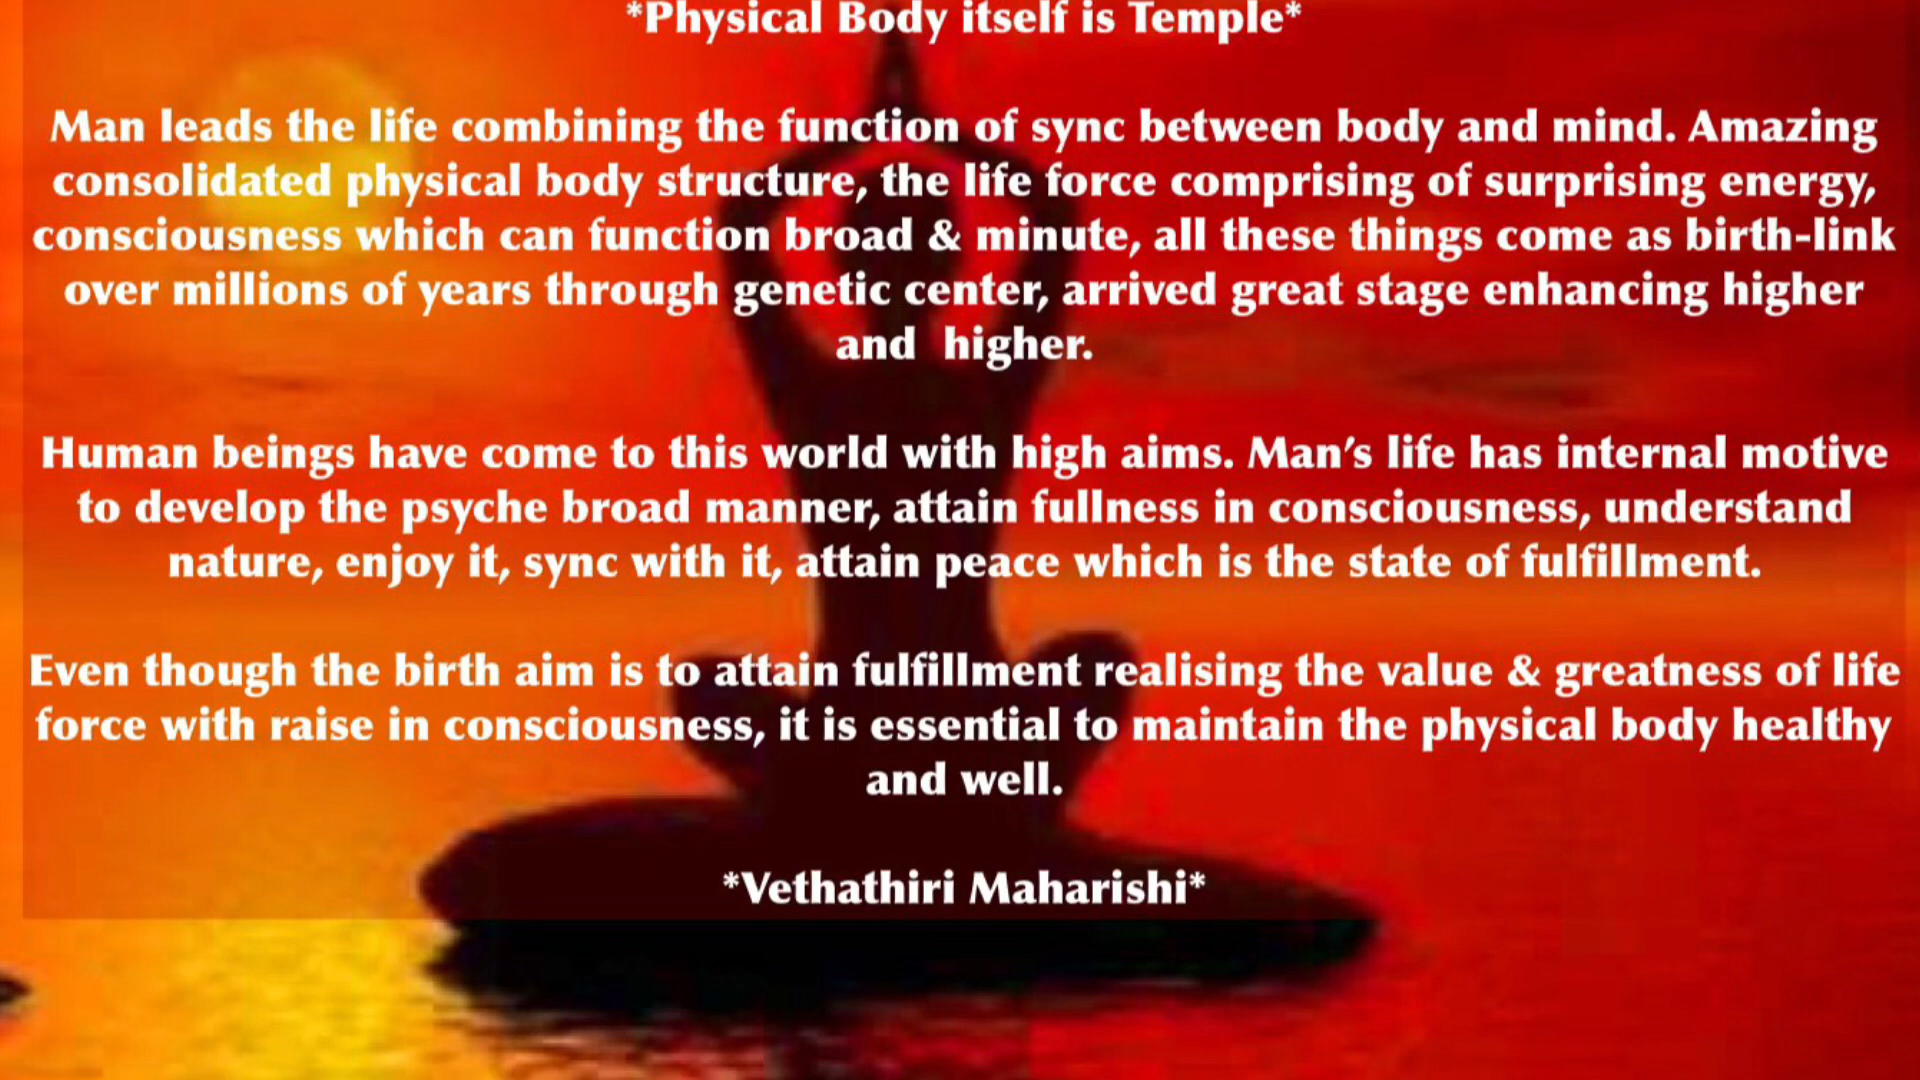 *Physical Body itself is Temple*
Man leads the life combining the function of sync between body and mind. Amazing
consolidated physical body structure, the life force comprising of surprising energy,
consciousness which can function broad & minute, all these things come as birth-link
over millions of years through genetic center, arrived great stage enhancing higher
and higher.
Human beings have come to this world with high aims. Man’s life has internal motive
to develop the psyche broad manner, attain fullness in consciousness, understand
nature, enjoy it, sync with it, attain peace which is the state of fulfillment.
Even though the birth aim is to attain fulfillment realising the value & greatness of life
force with raise in consciousness, it is essential to maintain the physical body healthy
and well.
*Vethathiri Maharishi*